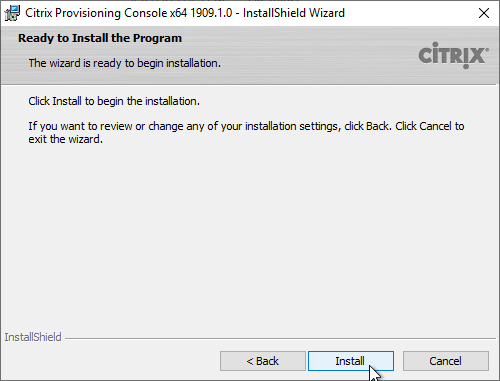 Citrix Provisioning Console x64 1909.1.0 - InstallShield Wizard
Ready to Install the Program
The wizard is ready to begin installation.
CITRIX®
Click Install to begin the installation.
If you want to review or change any of your installation settings, click Back. Click Cancel to
exit the wizard.
InstallShield
< Back
Install
Cancel